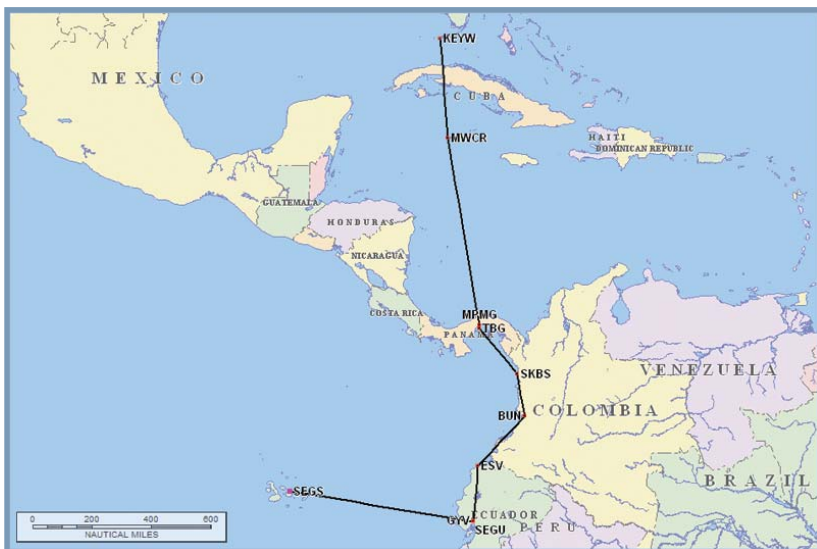 KEYW
MEXICO
CUBA
MWCR
HAITI
DOMINICAN REPUBLIC
GUATEMALA
HONDURAS
NICARAGUA
COSTA RICA
MPMG
TBG
PANAMA
SKBS
VENEZUELA
BUN
COLOMBIA
ESV
BRAZIL
SEGS
GYV
ECUADOR
SEGU
PERU
0 200 400 600
NAUTICAL MILES